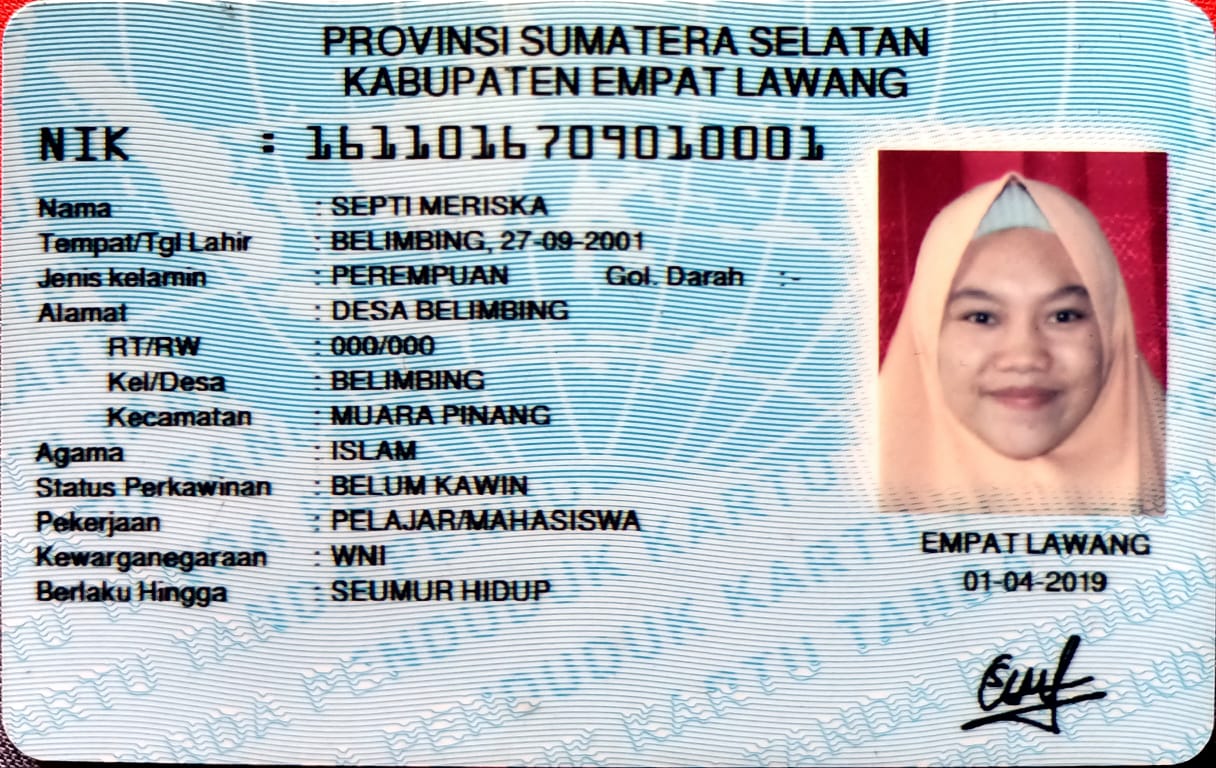 PROVINSI SUMATERA SELATAN
KABUPATEN EMPAT LAWANG
NIK : 1611016709010001
Nama : SEPTI MERISKA
Tempat/Tgl Lahir : BELIMBING, 27-09-2001
Jenis kelamin : PEREMPUAN Gol. Darah : -
Alamat : DESA BELIMBING
RT/RW : 000/000
Kel/Desa : BELIMBING
Kecamatan : MUARA PINANG
Agama : ISLAM
Status Perkawinan : BELUM KAWIN
Pekerjaan : PELAJAR/MAHASISWA
Kewarganegaraan : WNI
Berlaku Hingga : SEUMUR HIDUP
EMPAT LAWANG
01-04-2019